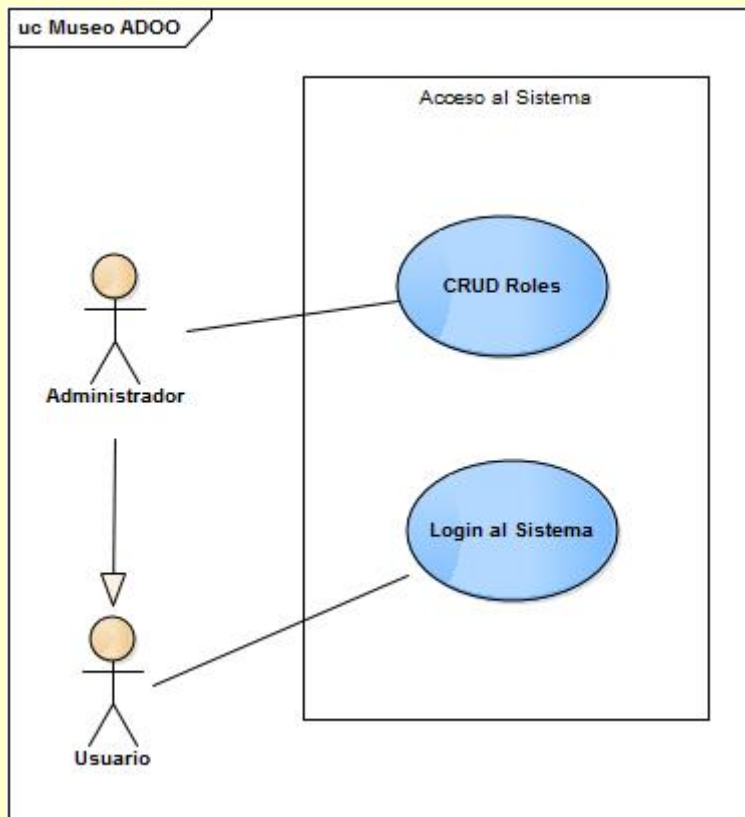 uc Museo ADOO
Acceso al Sistema
CRUD Roles
Administrador
Login al Sistema
Usuario